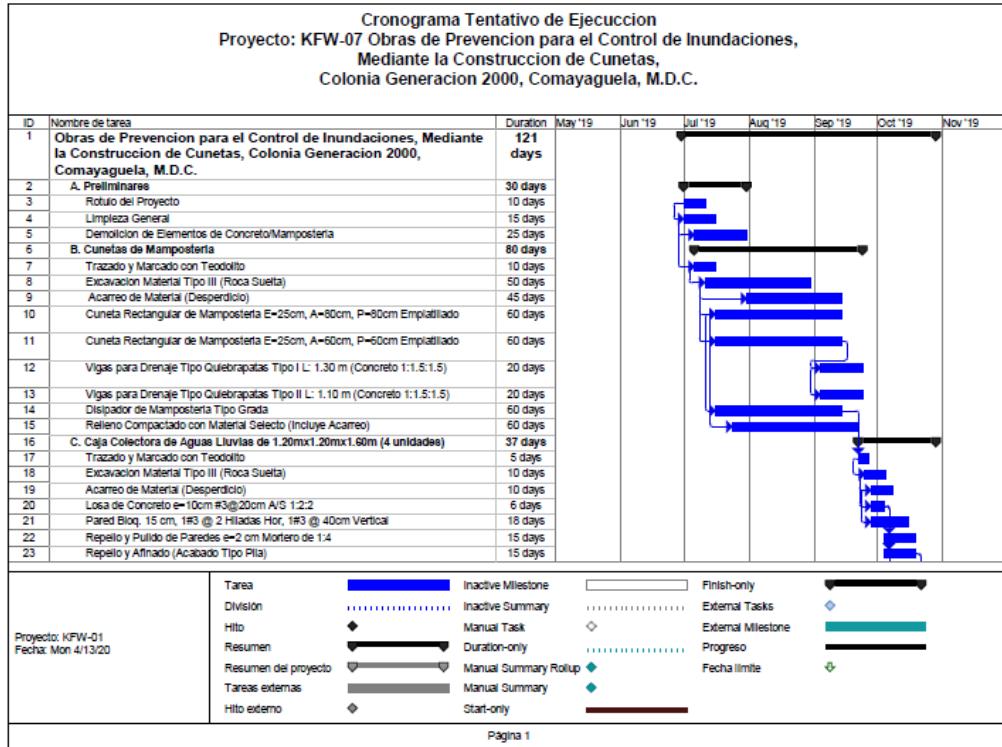 Cronograma Tentativo de Ejecuccion
Proyecto: KFW-07 Obras de Prevencion para el Control de Inundaciones,
Mediante la Construccion de Cunetas,
Colonia Generacion 2000, Comayaguela, M.D.C.
ID Nombre de tarea Duration May '19 Jun '19 Jul '19 Aug '19 Sep '19 Oct '19 Nov '19
1 Obras de Prevencion para el Control de Inundaciones, Mediante 121
la Construccion de Cunetas, Colonia Generacion 2000, days
Comayaguela, M.D.C.
2 A. Preliminares 30 days
3 Rotulo del Proyecto 10 days
4 Limpieza General 15 days
5 Demolicion de Elementos de Concreto/Mamposteria 25 days
6 B. Cunetas de Mamposteria 80 days
7 Trazado y Marcado con Teodolito 10 days
8 Excavacion Material Tipo III (Roca Suelta) 50 days
9 Acarreo de Material (Desperdicio) 45 days
10 Cuneta Rectangular de Mamposteria E=25cm, A=80cm, P=80cm Emplatillado 60 days
11 Cuneta Rectangular de Mamposteria E=25cm, A=60cm, P=60cm Emplatillado 60 days
12 Vigas para Drenaje Tipo Quiebrapatas Tipo I L: 1.30 m (Concreto 1:1.5:1.5) 20 days
13 Vigas para Drenaje Tipo Quiebrapatas Tipo II L: 1.10 m (Concreto 1:1.5:1.5) 20 days
14 Disipador de Mamposteria Tipo Grada 60 days
15 Relleno Compactado con Material Selecto (Incluye Acarreo) 60 days
16 C. Caja Colectora de Aguas Lluvias de 1.20mx1.20mx1.60m (4 unidades) 37 days
17 Trazado y Marcado con Teodolito 5 days
18 Excavacion Material Tipo III (Roca Suelta) 10 days
19 Acarreo de Material (Desperdicio) 10 days
20 Losa de Concreto e=10cm #3@20cm A/S 1:2:2 6 days
21 Pared Bloq. 15 cm, 1#3 @ 2 Hiladas Hor, 1#3 @ 40cm Vertical 18 days
22 Repello y Pulido de Paredes e=2 cm Mortero de 1:4 15 days
23 Repello y Afinado (Acabado Tipo Pila) 15 days
Proyecto: KFW-01
Fecha: Mon 4/13/20
Tarea Inactive Milestone Finish-only
División Inactive Summary External Tasks
Hito Manual Task External Milestone
Resumen Duration-only Progreso
Resumen del proyecto Manual Summary Rollup Fecha límite
Tareas externas Manual Summary
Hito externo Start-only
Página 1